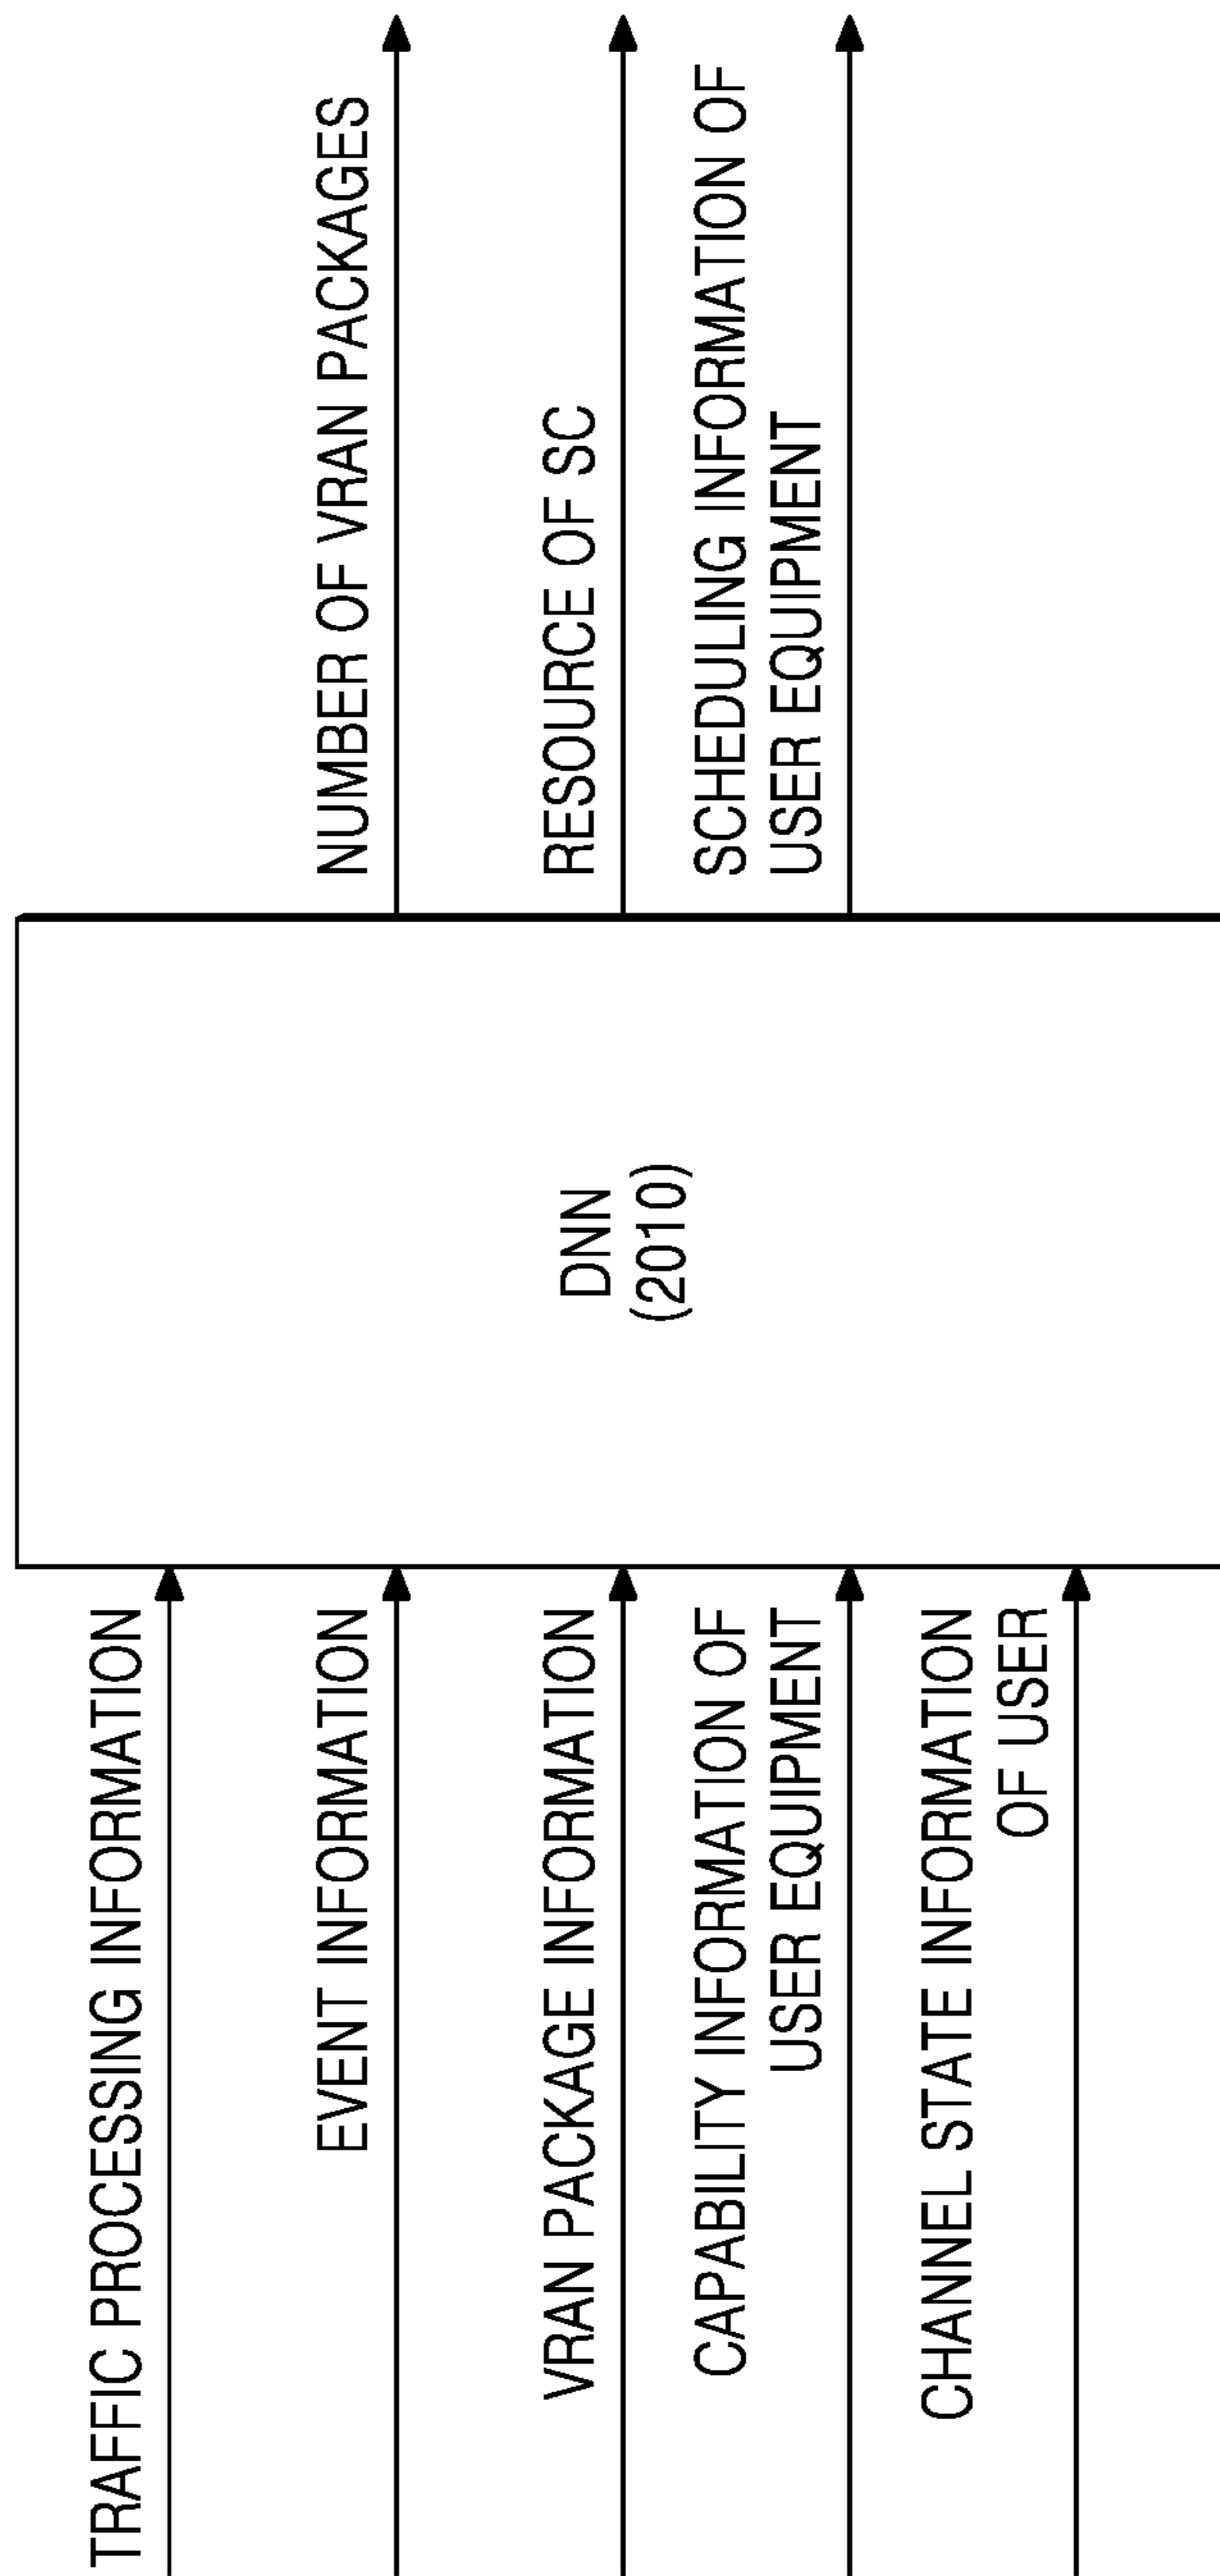 TRAFFIC PROCESSING INFORMATION
EVENT INFORMATION
VRAN PACKAGE INFORMATION
CAPABILITY INFORMATION OF
USER EQUIPMENT
CHANNEL STATE INFORMATION
OF USER
DNN
(2010)
NUMBER OF VRAN PACKAGES
RESOURCE OF SC
SCHEDULING INFORMATION OF
USER EQUIPMENT